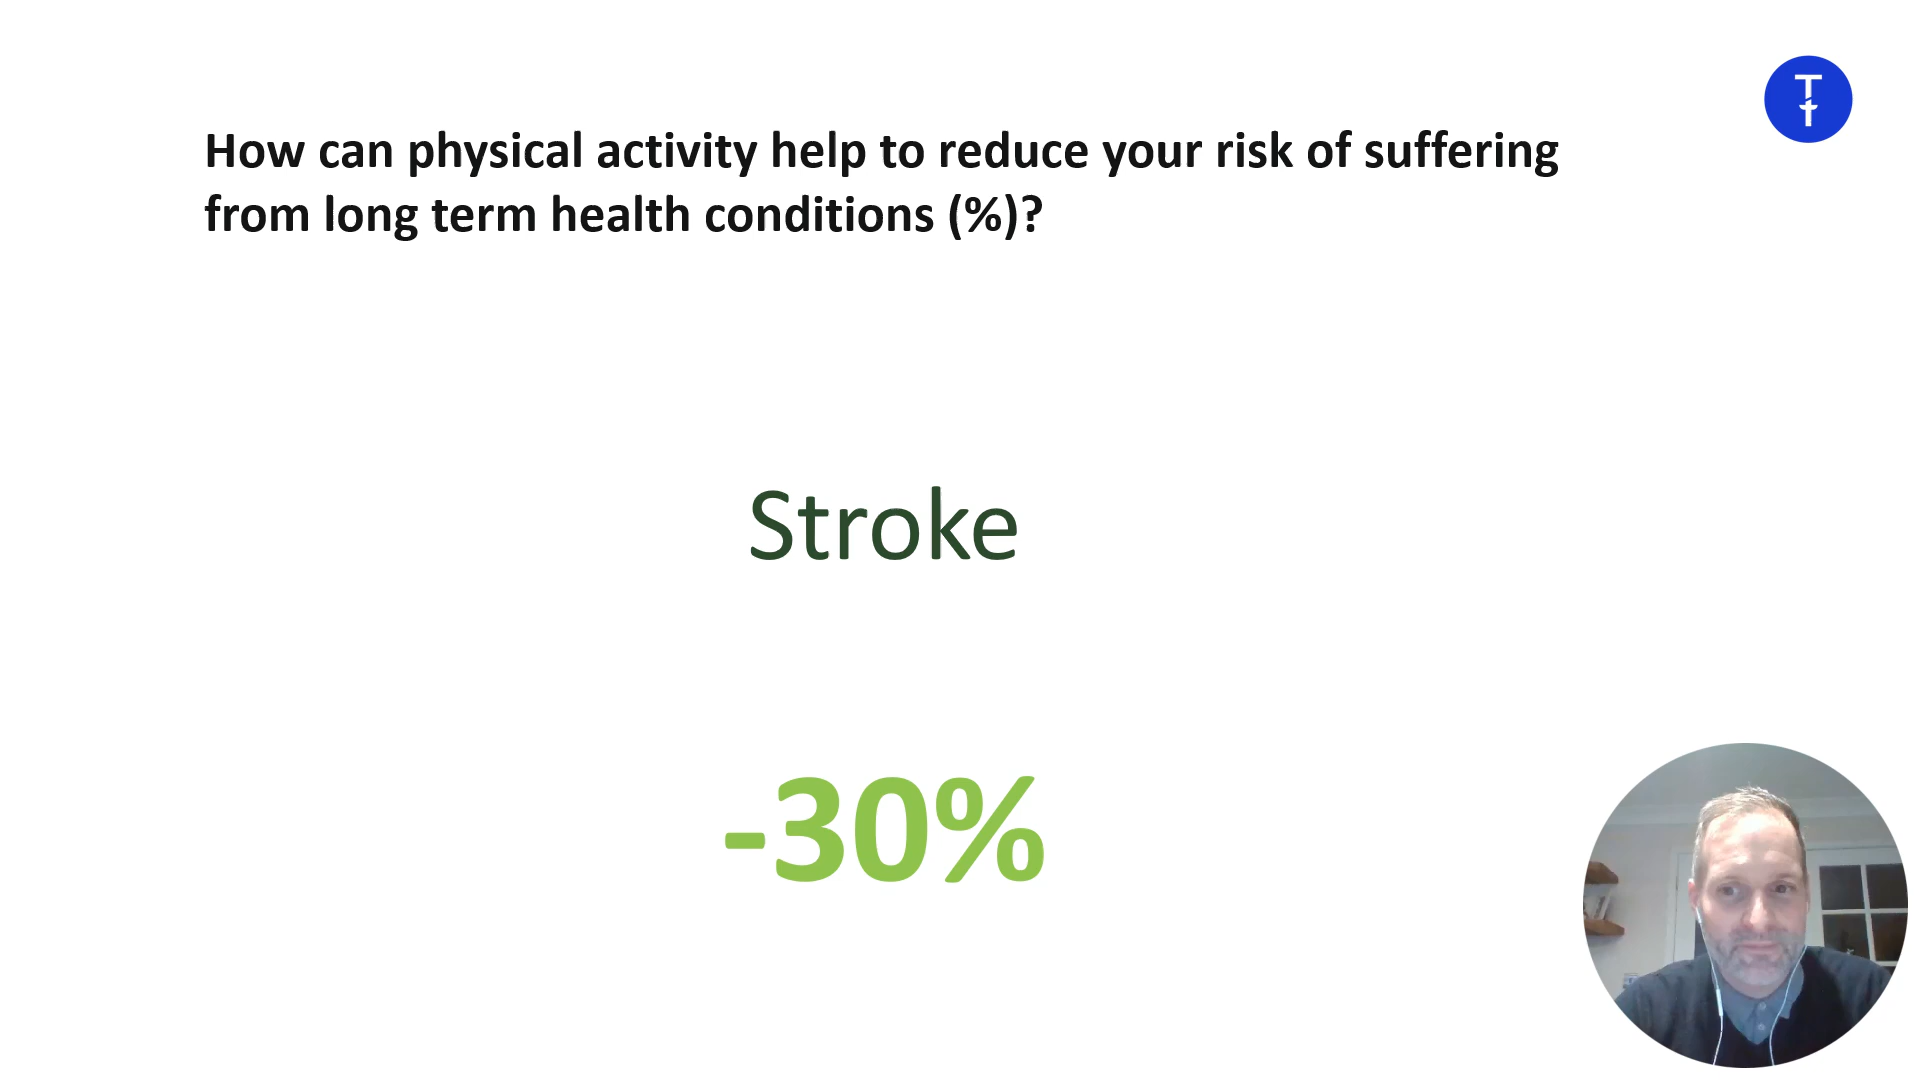 How can physical activity help to reduce your risk of suffering
from long term health conditions (%)?
Stroke
-30%